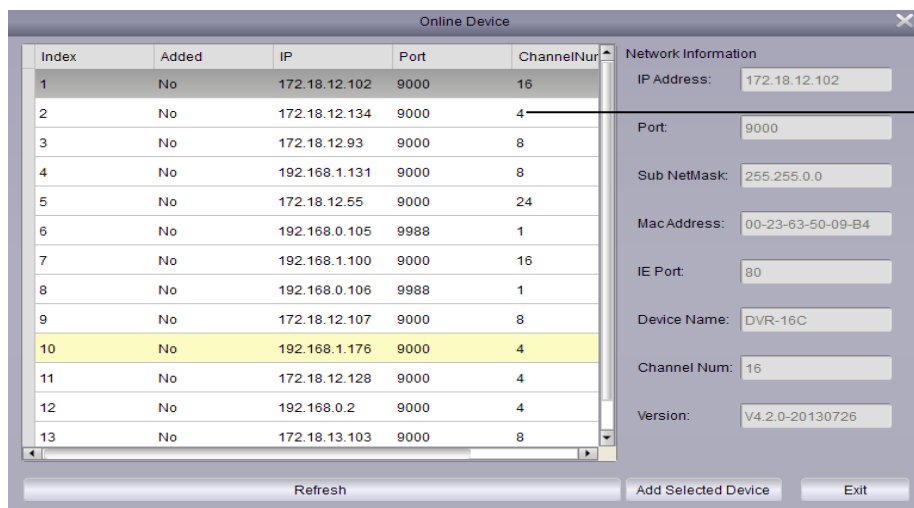 Online Device
Index Added IP Port ChannelNur
1 No 172.18.12.102 9000 16
2 No 172.18.12.134 9000 4
3 No 172.18.12.93 9000 8
4 No 192.168.1.131 9000 8
5 No 172.18.12.55 9000 24
6 No 192.168.0.105 9988 1
7 No 192.168.1.100 9000 16
8 No 192.168.0.106 9988 1
9 No 172.18.12.107 9000 8
10 No 192.168.1.176 9000 4
11 No 172.18.12.128 9000 4
12 No 192.168.0.2 9000 4
13 No 172.18.13.103 9000 8
Network Information
IP Address: 172.18.12.102
Port: 9000
Sub NetMask: 255.255.0.0
Mac Address: 00-23-63-50-09-B4
IE Port: 80
Device Name: DVR-16C
Channel Num: 16
Version: V4.2.0-20130726
Refresh Add Selected Device Exit